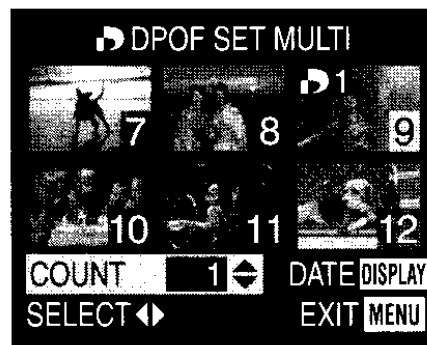 DPOF SET MULTI
1
7 8 9
10 11 12
COUNT 1 DATE DISPLAY
SELECT EXIT MENU